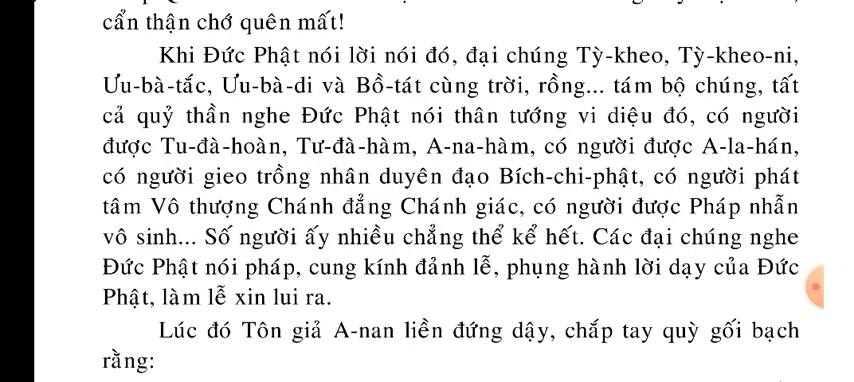 cẩn thận chớ quên mất!
Khi Đức Phật nói lời nói đó, đại chúng Tỳ-kheo, Tỳ-kheo-ni,
Ưu-bà-tắc, Ưu-bà-di và Bồ-tát cùng trời, rồng... tám bộ chúng, tất
cả quỷ thần nghe Đức Phật nói thân tướng vi diệu đó, có người
được Tu-đà-hoàn, Tư-đà-hàm, A-na-hàm, có người được A-la-hán,
có người gieo trồng nhân duyên đạo Bích-chi-phật, có người phát
tâm Vô thượng Chánh đẳng Chánh giác, có người được Pháp nhẫn
vô sinh... Số người ấy nhiều chẳng thể kể hết. Các đại chúng nghe
Đức Phật nói pháp, cung kính đảnh lễ, phụng hành lời dạy của Đức
Phật, làm lễ xin lui ra.
Lúc đó Tôn giả A-nan liền đứng dậy, chắp tay quỳ gối bạch
rằng: